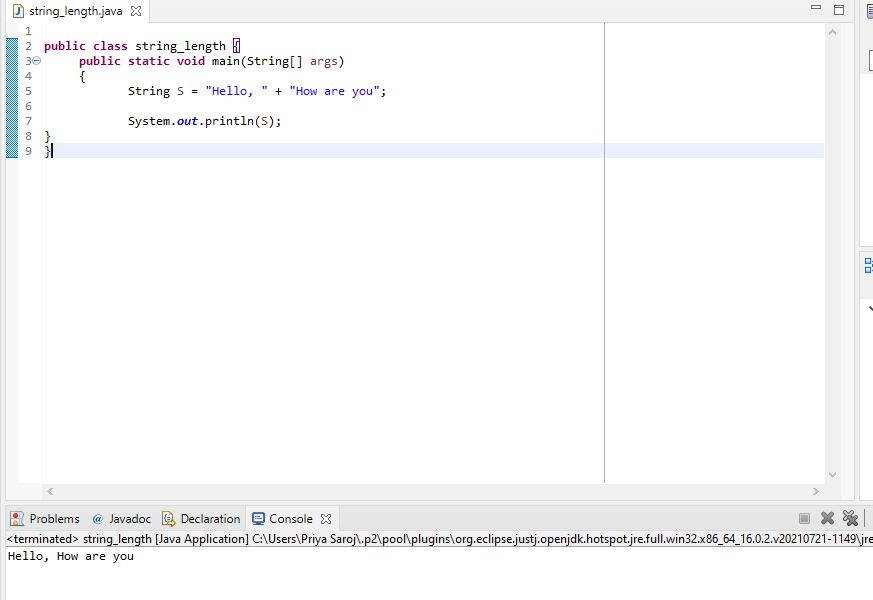 string_length.java
1
2 public class string_length {
3 public static void main(String[] args)
4 {
5 String S = "Hello, " + "How are you";
6
7 System.out.println(S);
8 }
9 }
Problems @ Javadoc Declaration Console
<terminated> string_length [Java Application] C:\Users\Priya Saroj\.p2\pool\plugins\org.eclipse.justj.openjdk.hotspot.jre.full.win32.x86_64_16.0.2.v20210721-1149\jre
Hello, How are you